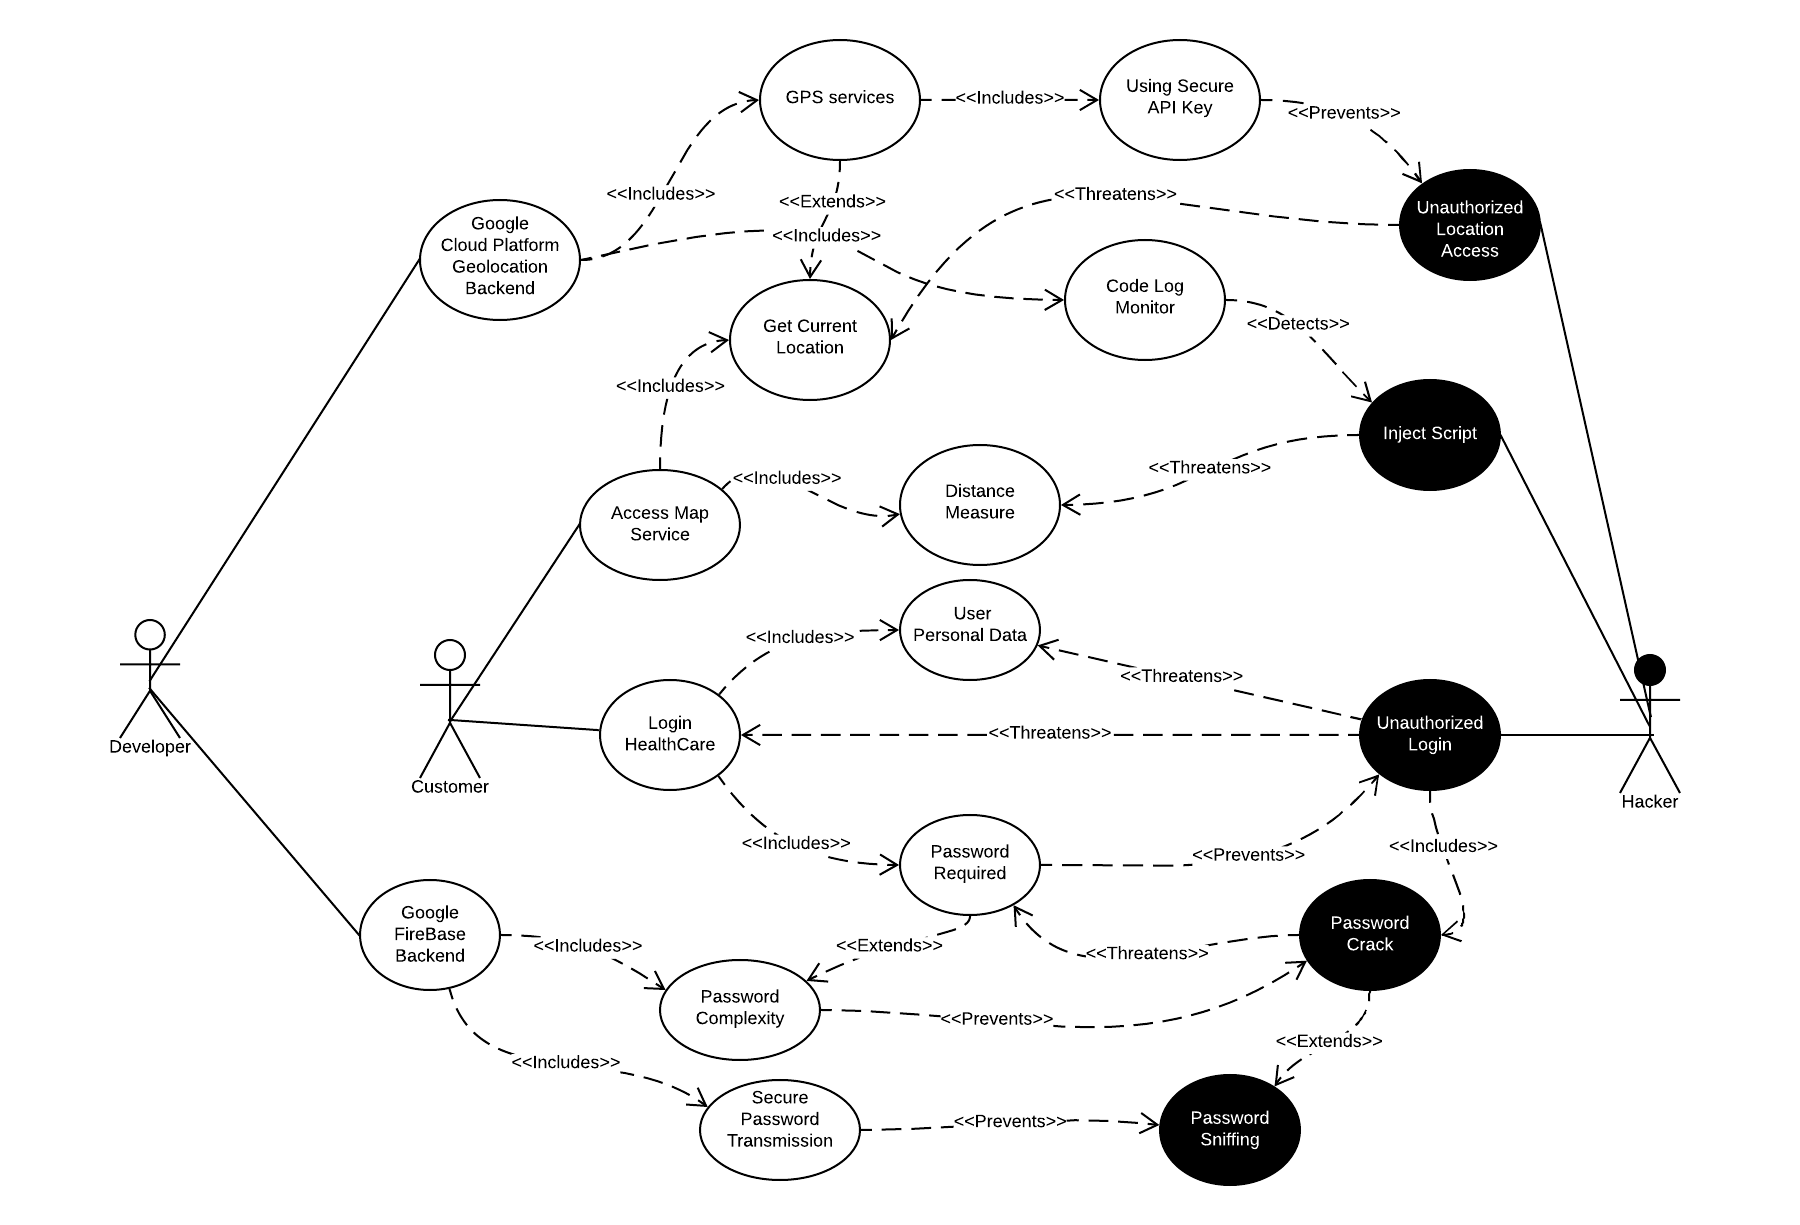 GPS services
<<Includes>>
Using Secure
API Key
<<Prevents>>
<<Includes>>
<<Extends>>
<<Threatens>>
Unauthorized
Location
Access
Google
Cloud Platform
Geolocation
Backend
<<Includes>>
Code Log
Monitor
<<Detects>>
Get Current
Location
<<Includes>>
Inject Script
<<Threatens>>
<<Includes>>
Distance
Measure
Access Map
Service
User
Personal Data
<<Includes>>
<<Threatens>>
Login
HealthCare
<<Threatens>>
Unauthorized
Login
Developer
Customer
Hacker
<<Includes>>
Password
Required
<<Prevents>>
<<Includes>>
Google
FireBase
Backend
<<Includes>>
<<Extends>>
<<Threatens>>
Password
Crack
Password
Complexity
<<Prevents>>
<<Extends>>
<<Includes>>
Secure
Password
Transmission
<<Prevents>>
Password
Sniffing